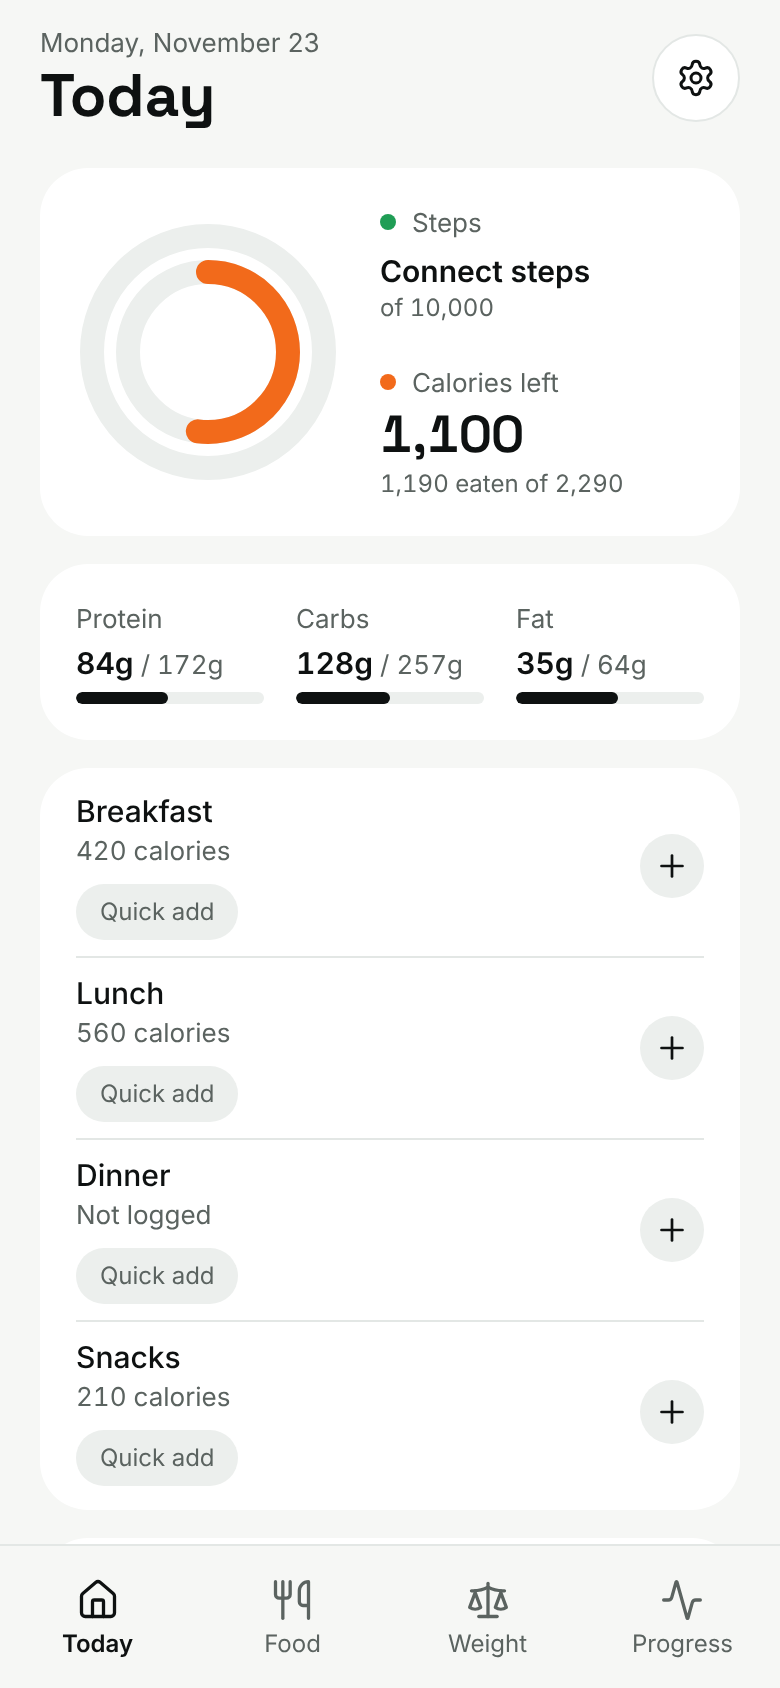 Monday, November 23
Today
Steps
Connect steps
of 10,000
Calories left
1,100
1,190 eaten of 2,290
Protein
84g / 172g
Carbs
128g / 257g
Fat
35g / 64g
Breakfast
420 calories
Quick add
Lunch
560 calories
Quick add
Dinner
Not logged
Quick add
Snacks
210 calories
Quick add
Today
Food
Weight
Progress